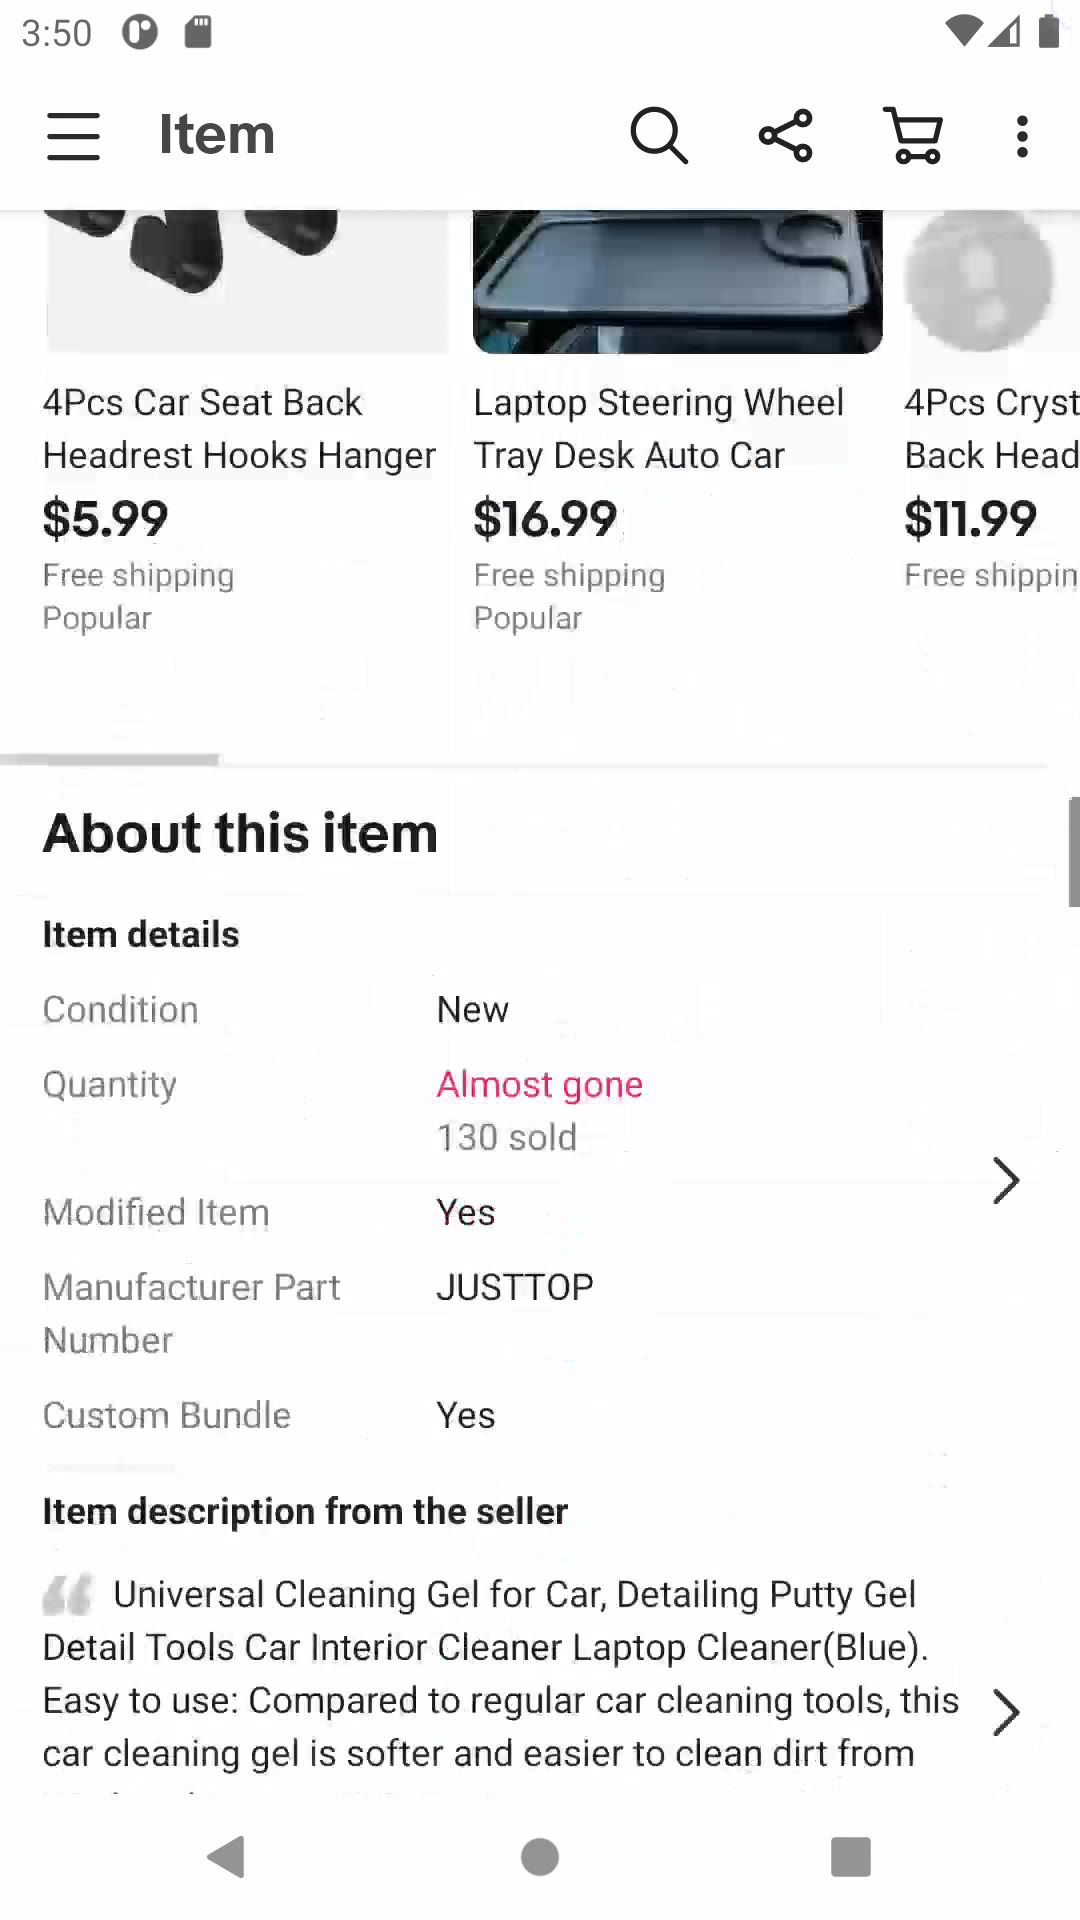 3:50
Item
4Pcs Car Seat Back
Headrest Hooks Hanger
$5.99
Free shipping
Popular
Laptop Steering Wheel
Tray Desk Auto Car
$16.99
Free shipping
Popular
4Pcs Cryst
Back Head
$11.99
Free shippin
About this item
Item details
Condition New
Quantity Almost gone
130 sold
Modified Item Yes
Manufacturer Part JUSTTOP
Number
Custom Bundle Yes
Item description from the seller
Universal Cleaning Gel for Car, Detailing Putty Gel
Detail Tools Car Interior Cleaner Laptop Cleaner(Blue).
Easy to use: Compared to regular car cleaning tools, this
car cleaning gel is softer and easier to clean dirt from